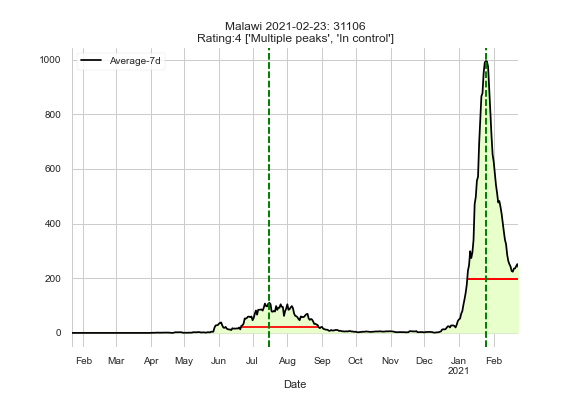 Malawi 2021-02-23: 31106
Rating:4 ['Multiple peaks', 'In control']
Average-7d
1000
800
600
400
200
0
Feb Mar Apr May Jun Jul Aug Sep Oct Nov Dec Jan Feb
2021
Date